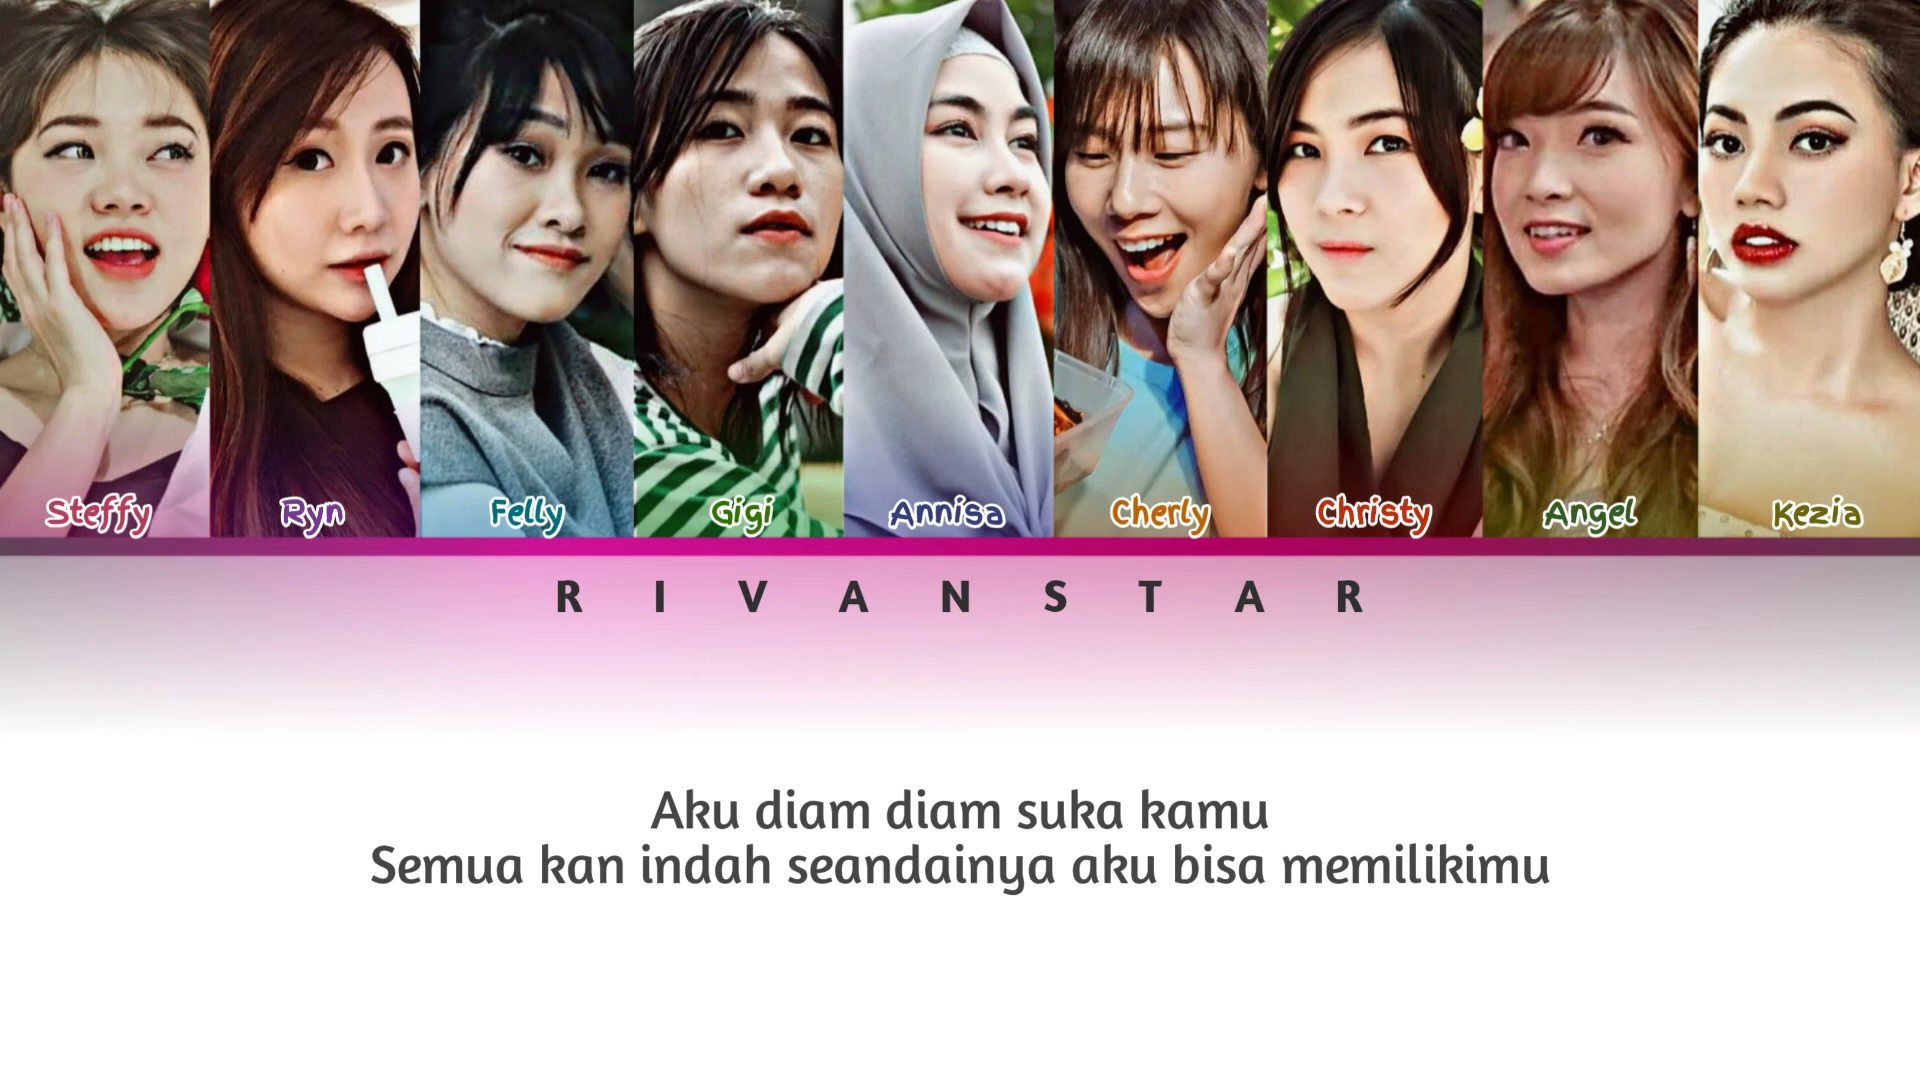 Steffy Ryn Felly Gigi Annisa Cherly Christy Angel Kezia
R I V A N S T A R
Aku diam diam suka kamu
Semua kan indah seandainya aku bisa memilikimu